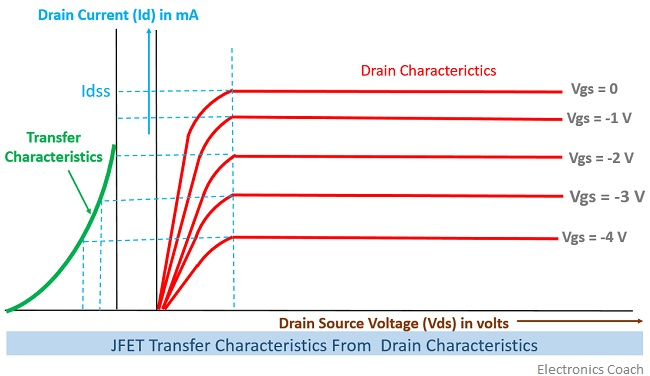 Drain Current (Id) in mA
Drain Characterictics
Idss
Vgs = 0
Vgs = -1 V
Transfer
Characteristics
Vgs = -2 V
Vgs = -3 V
Vgs = -4 V
Drain Source Voltage (Vds) in volts
JFET Transfer Characteristics From Drain Characteristics
Electronics Coach